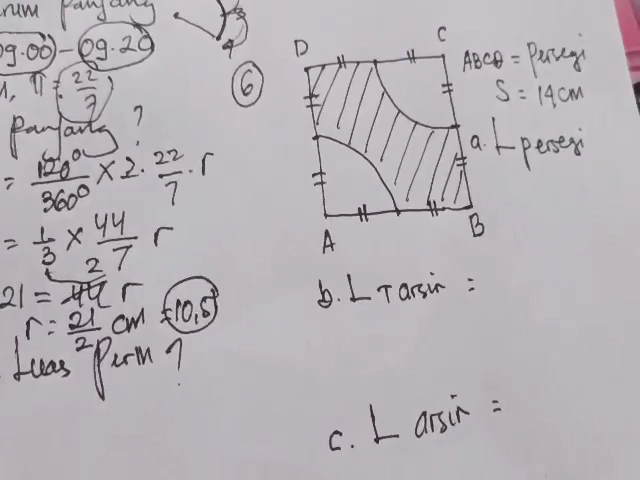 09.00 - 09.20
π = 22/7
panjang ?
= 120°/360° × 2 · 22/7 · r
= 1/3 × 44/7 r
21 = 44 r
2
r = 21/2 cm = 10,5
Luas Perm ?
6
D
C
A
B
ABCD = persegi
S = 14 cm
a. L persegi
b. L Tarsir =
c. L arsir =